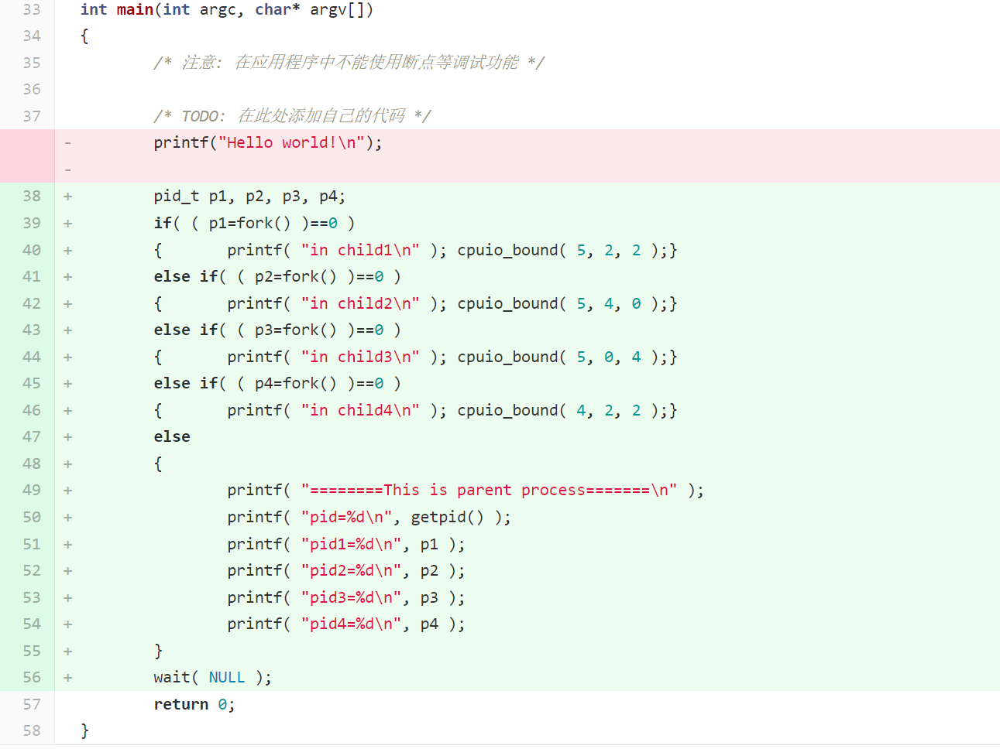 33 int main(int argc, char* argv[])
34 {
35 /* 注意: 在应用程序中不能使用断点等调试功能 */
36
37 /* TODO: 在此处添加自己的代码 */
- printf("Hello world!\n");
-
38 + pid_t p1, p2, p3, p4;
39 + if( ( p1=fork() )==0 )
40 + { printf( "in child1\n" ); cpuio_bound( 5, 2, 2 );}
41 + else if( ( p2=fork() )==0 )
42 + { printf( "in child2\n" ); cpuio_bound( 5, 4, 0 );}
43 + else if( ( p3=fork() )==0 )
44 + { printf( "in child3\n" ); cpuio_bound( 5, 0, 4 );}
45 + else if( ( p4=fork() )==0 )
46 + { printf( "in child4\n" ); cpuio_bound( 4, 2, 2 );}
47 + else
48 + {
49 + printf( "========This is parent process=======\n" );
50 + printf( "pid=%d\n", getpid() );
51 + printf( "pid1=%d\n", p1 );
52 + printf( "pid2=%d\n", p2 );
53 + printf( "pid3=%d\n", p3 );
54 + printf( "pid4=%d\n", p4 );
55 + }
56 + wait( NULL );
57 return 0;
58 }